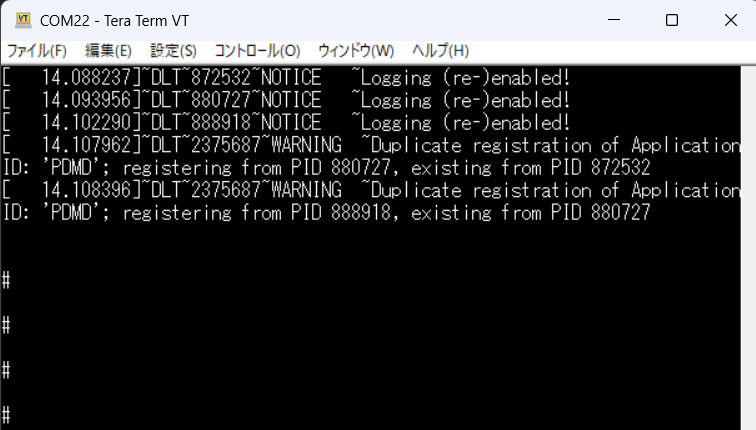 COM22 - Tera Term VT
ファイル(F) 編集(E) 設定(S) コントロール(O) ウィンドウ(W) ヘルプ(H)
[   14.088237]~DLT~872532~NOTICE   ~Logging (re-)enabled!
[   14.093956]~DLT~880727~NOTICE   ~Logging (re-)enabled!
[   14.102290]~DLT~888918~NOTICE   ~Logging (re-)enabled!
[   14.107962]~DLT~2375687~WARNING  ~Duplicate registration of Application
ID: 'PDMD'; registering from PID 880727, existing from PID 872532
[   14.108396]~DLT~2375687~WARNING  ~Duplicate registration of Application
ID: 'PDMD'; registering from PID 888918, existing from PID 880727
#
#
#
#